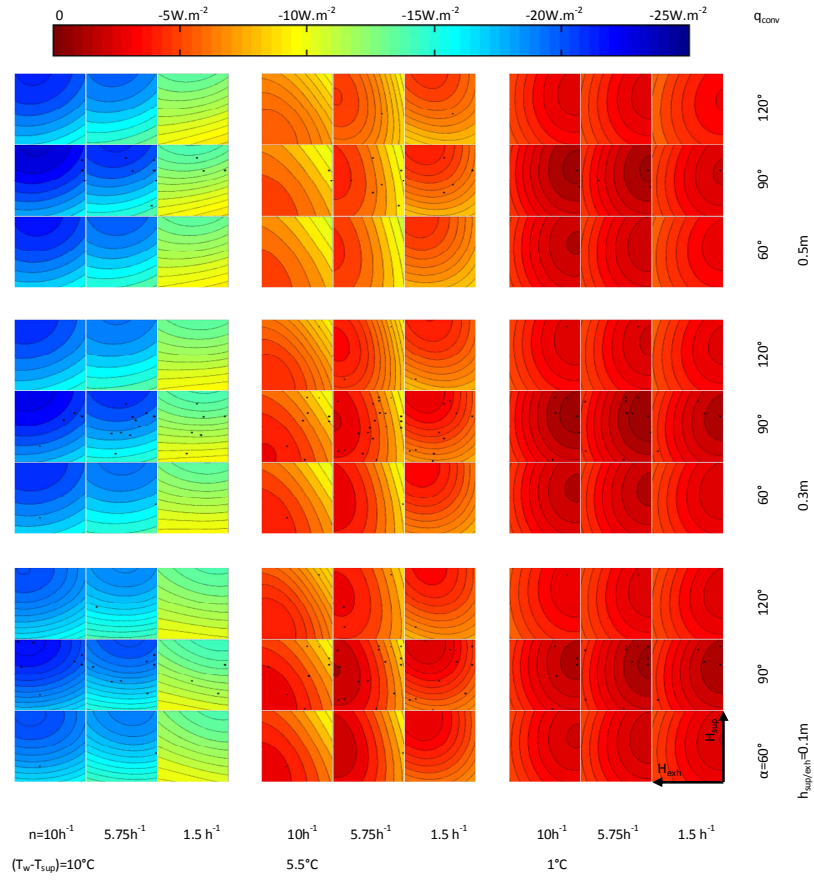 0 -5W.m-2 -10W.m-2 -15W.m-2 -20W.m-2 -25W.m-2 qconv
120°
90°
60°
0.5m
120°
90°
60°
0.3m
120°
90°
α=60°
hsup/exh=0.1m
Hsup
Hexh
n=10h-1 5.75h-1 1.5 h-1 10h-1 5.75h-1 1.5 h-1 10h-1 5.75h-1 1.5 h-1
(Tw-Tsup)=10°C 5.5°C 1°C